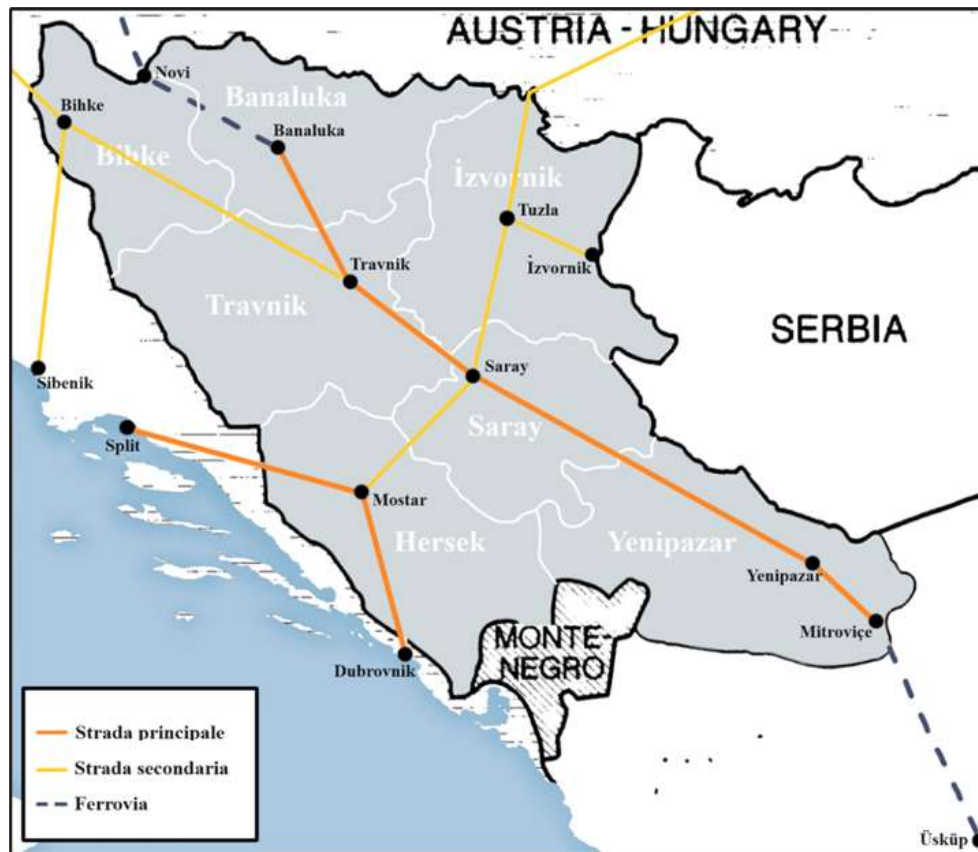 AUSTRIA - HUNGARY
Novi
Banaluka
Bihke
Banaluka
Bihke
İzvornik
Tuzla
İzvornik
Travnik
Travnik
SERBIA
Saray
Sibenik
Saray
Split
Mostar
Hersek
Yenipazar
Yenipazar
Mitroviçe
MONTE-
NEGRO
Dubrovnik
Strada principale
Strada secondaria
Ferrovia
Üsküp